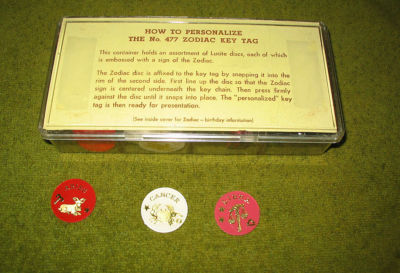 HOW TO PERSONALIZE
THE No. 477 ZODIAC KEY TAG
This container holds an assortment of Lucite discs, each of which
is embossed with a sign of the Zodiac.
The Zodiac disc is affixed to the key tag by snapping it into the
rim of the second side. First line up the disc so that the Zodiac
sign is centered underneath the key chain. Then press firmly
against the disc until it snaps into place. The "personalized" key
tag is then ready for presentation.
(See inside cover for Zodiac – birthday information)
CANCER